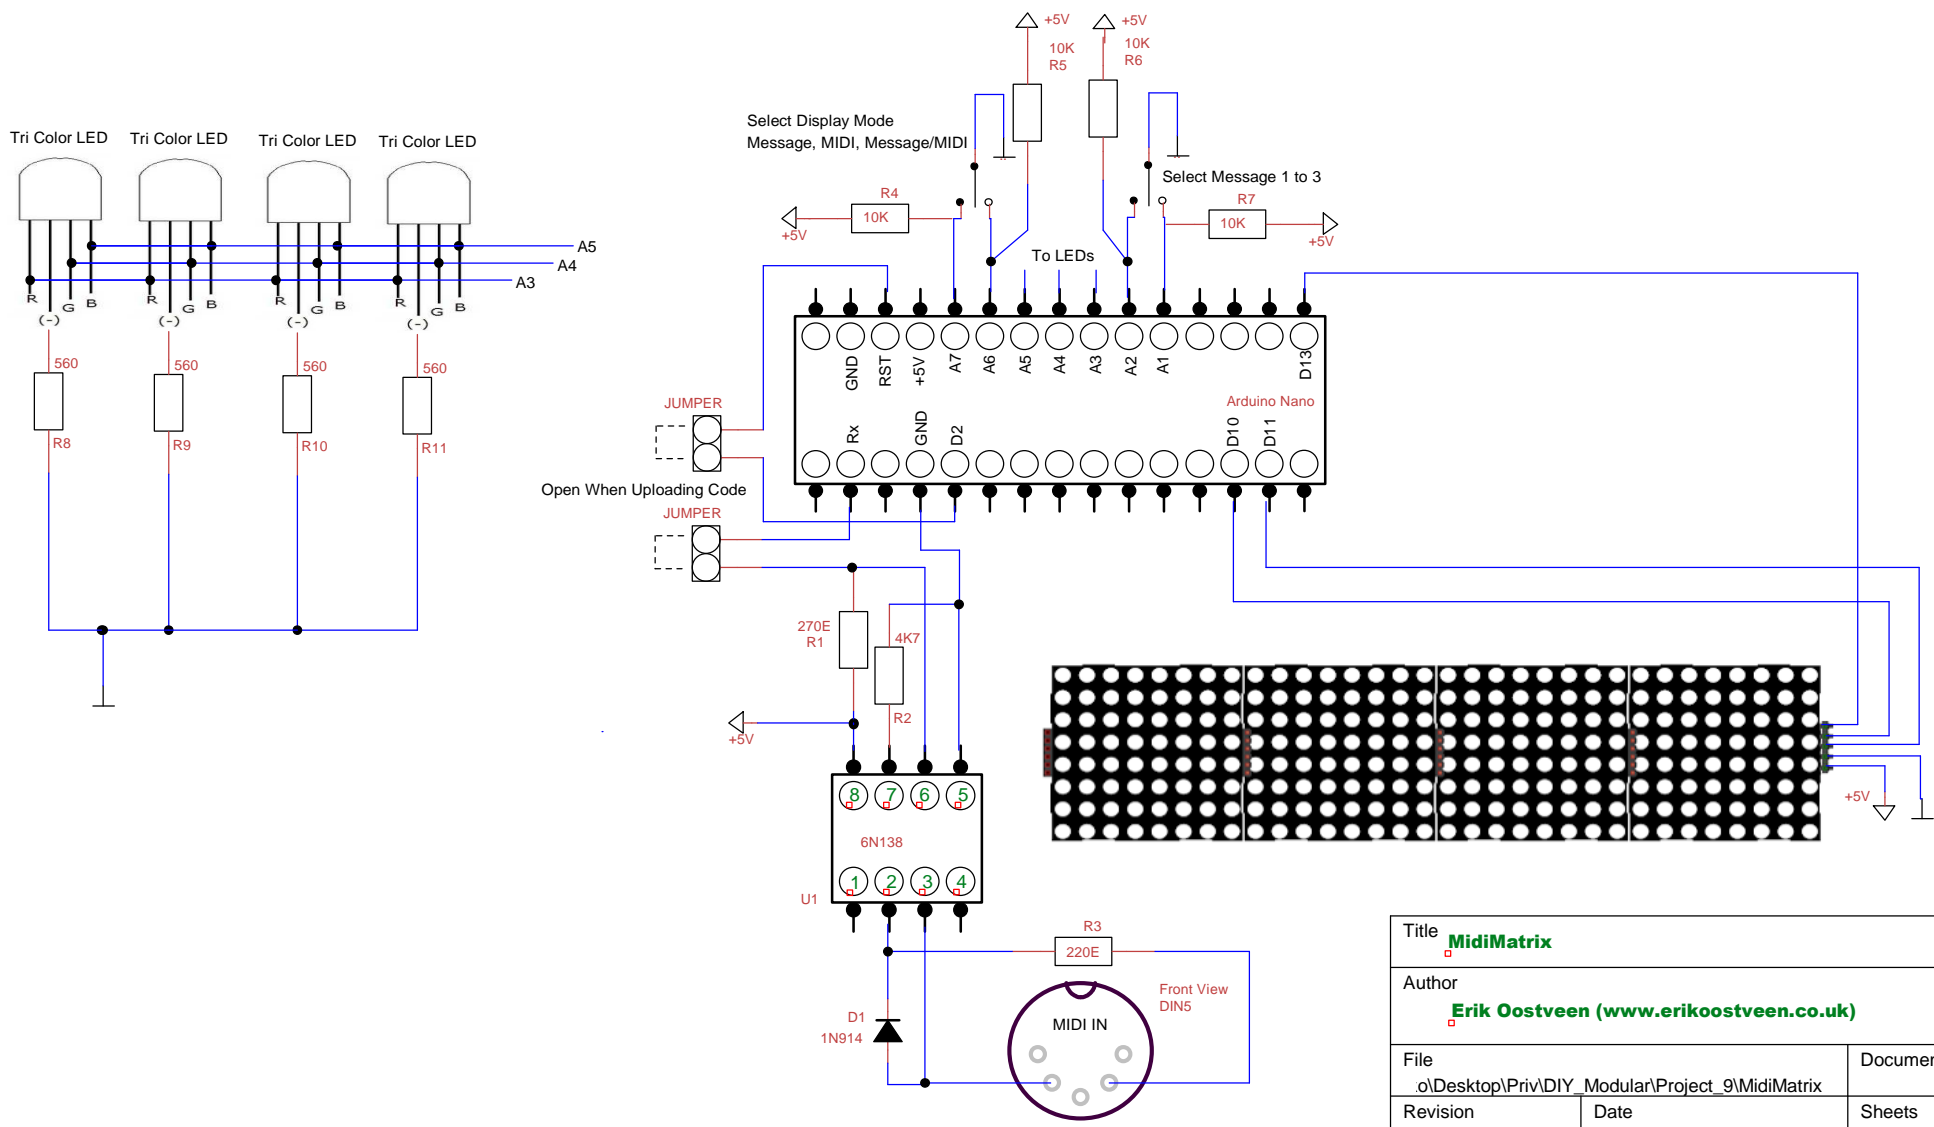 +5V
+5V
10K
R5
10K
R6
Select Display Mode
Message, MIDI, Message/MIDI
Select Message 1 to 3
R4
10K
+5V
R7
10K
+5V
To LEDs
Tri Color LED
Tri Color LED
Tri Color LED
Tri Color LED
A5
A4
A3
R
(-)
G
B
R
(-)
G
B
R
(-)
G
B
R
(-)
G
B
560
R8
560
R9
560
R10
560
R11
GND
RST
+5V
A7
A6
A5
A4
A3
A2
A1
D13
Arduino Nano
Rx
GND
D2
D10
D11
JUMPER
Open When Uploading Code
JUMPER
270E
R1
4K7
R2
+5V
8
7
6
5
6N138
1
2
3
4
U1
R3
220E
D1
1N914
Front View
DIN5
MIDI IN
+5V
Title
MidiMatrix
Author
Erik Oostveen (www.erikoostveen.co.uk)
File
Documen
.o\Desktop\Priv\DIY_Modular\Project_9\MidiMatrix
Revision
Date
Sheets